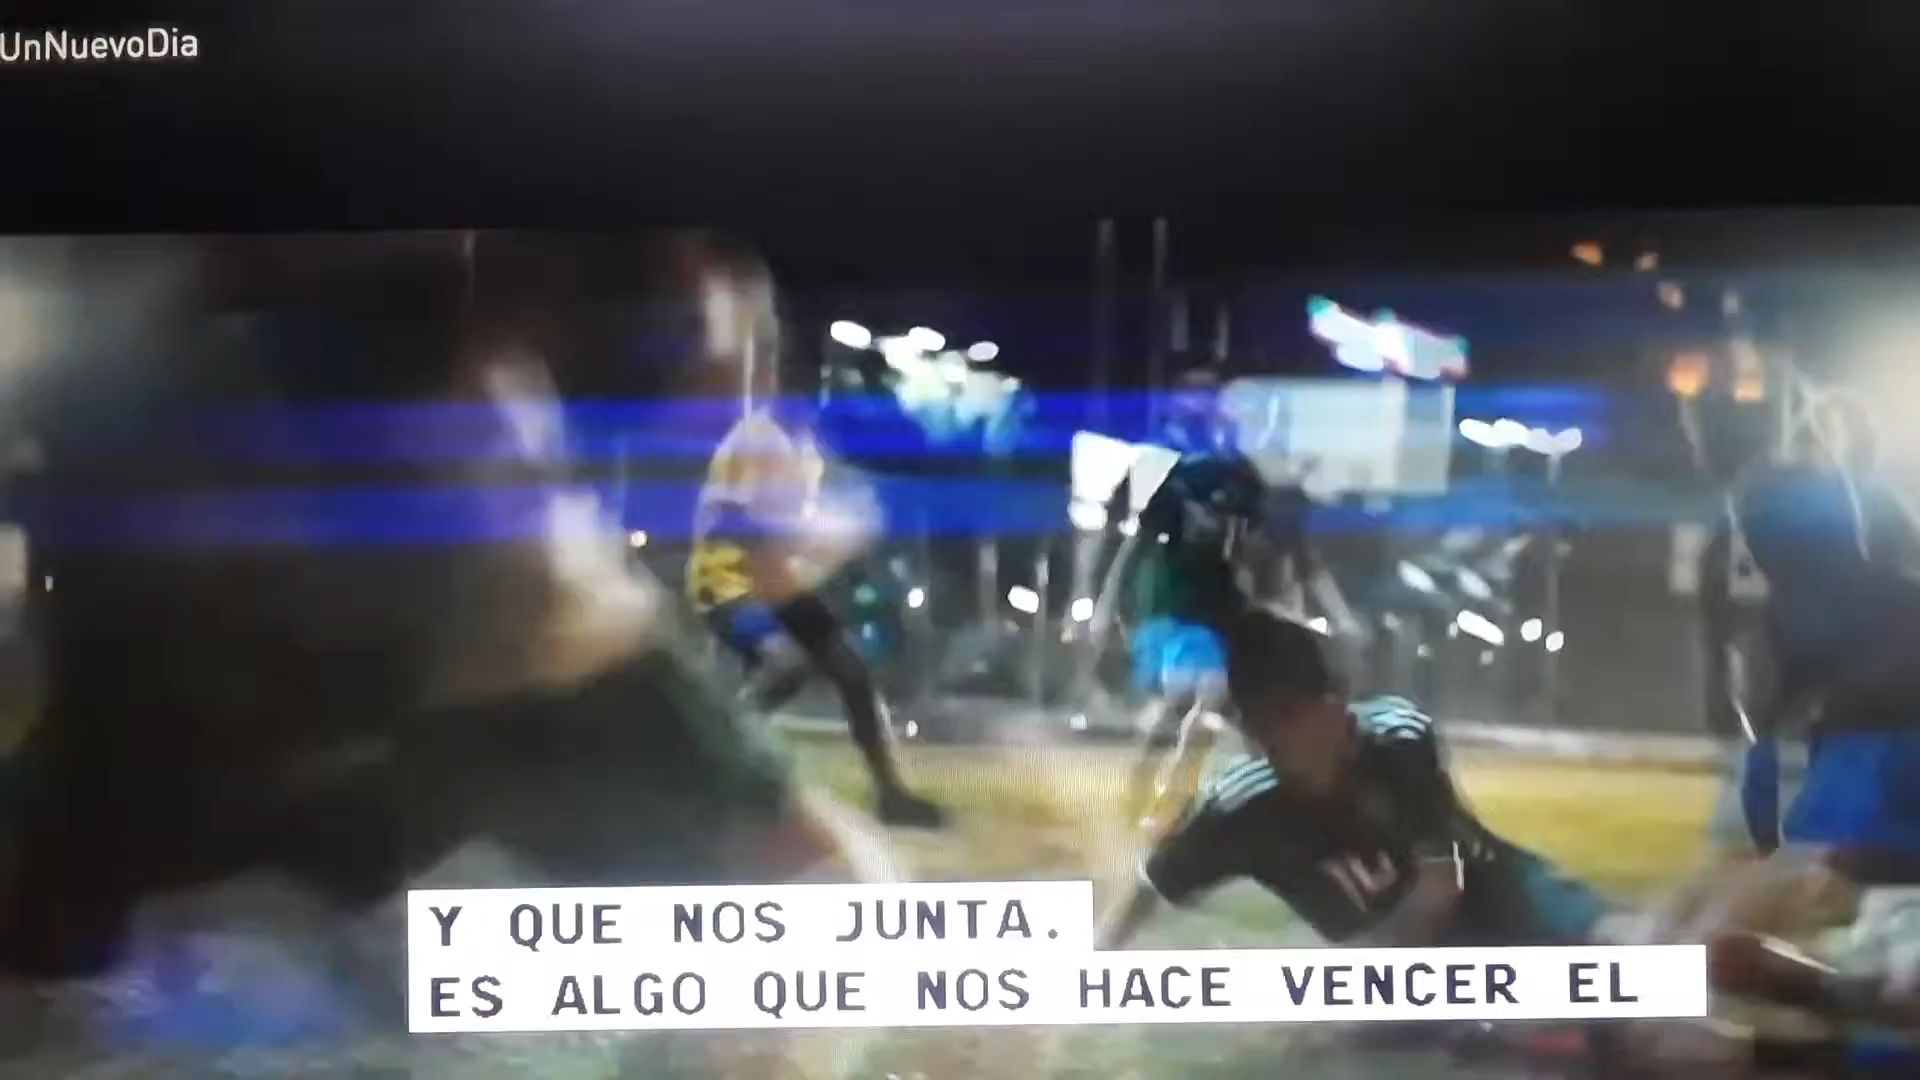 UnNuevoDia
Y QUE NOS JUNTA.
ES ALGO QUE NOS HACE VENCER EL